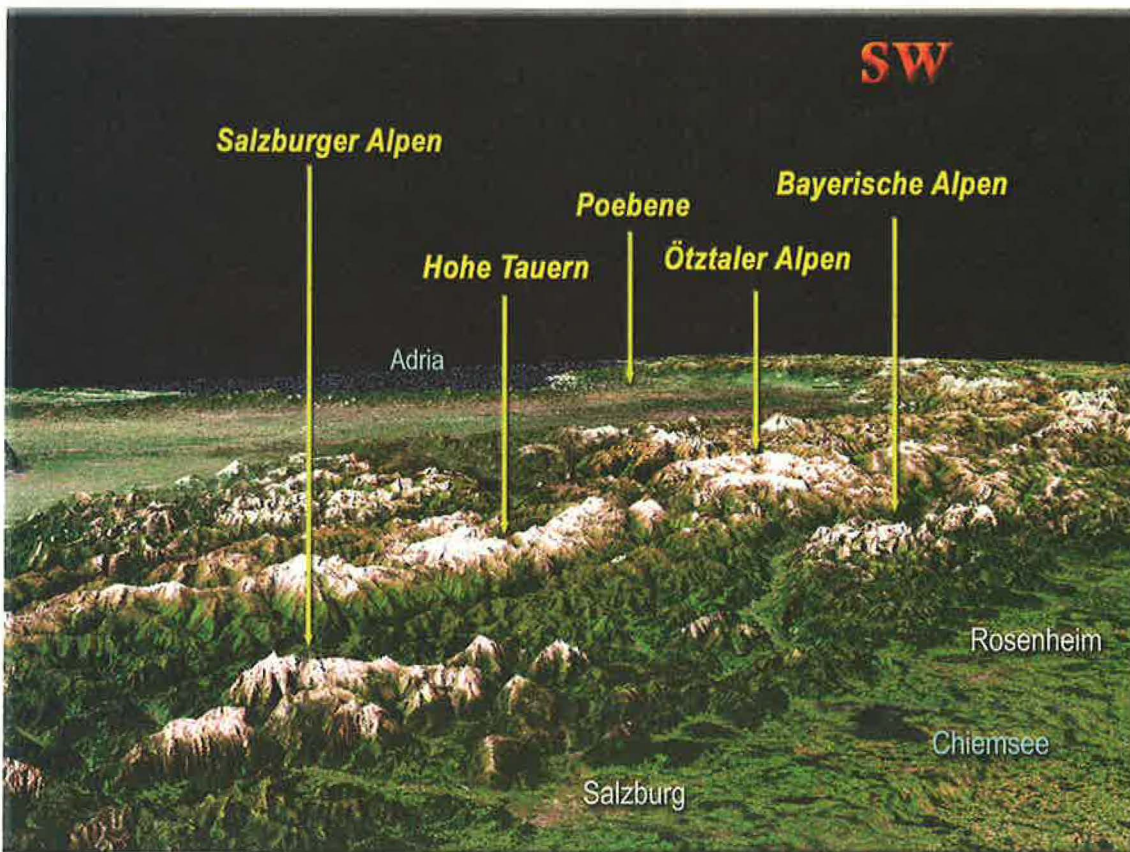 SW
Salzburger Alpen
Poebene
Bayerische Alpen
Hohe Tauern
Ötztaler Alpen
Adria
Rosenheim
Chiemsee
Salzburg